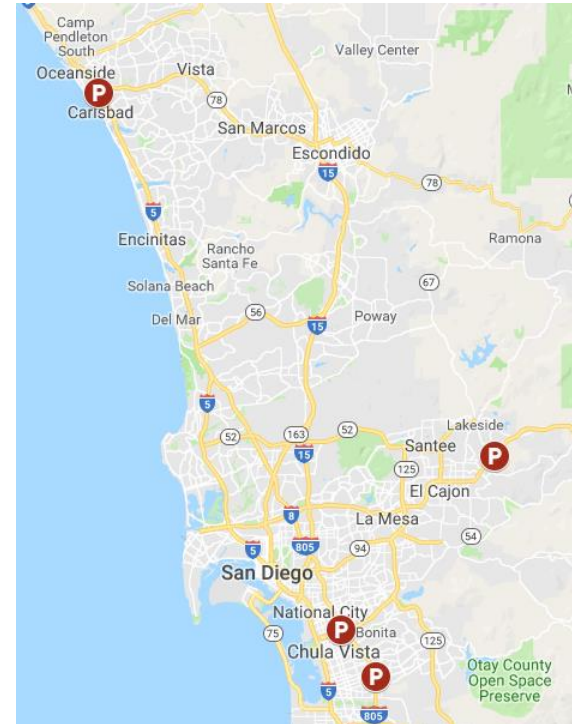 Camp
Pendleton
South
Valley Center
Oceanside
Vista
P
Carlsbad
78
San Marcos
Escondido
15
78
5
Encinitas
Ramona
Rancho
Santa Fe
67
Solana Beach
Del Mar
56
15
Poway
5
Lakeside
52
163
52
Santee
15
P
125
El Cajon
La Mesa
8
54
805
94
5
San Diego
National City
75
P
Bonita
125
Chula Vista
Otay County
Open Space
Preserve
P
5
805